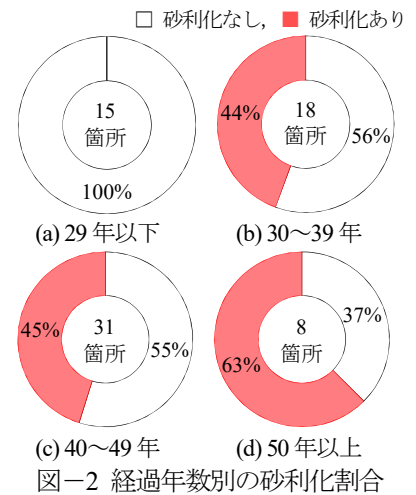 □ 砂利化なし, ■ 砂利化あり
15
箇所
100%
(a) 29 年以下
44%
18
箇所
56%
(b) 30～39 年
45%
31
箇所
55%
(c) 40～49 年
63%
8
箇所
37%
(d) 50 年以上
図－2 経過年数別の砂利化割合